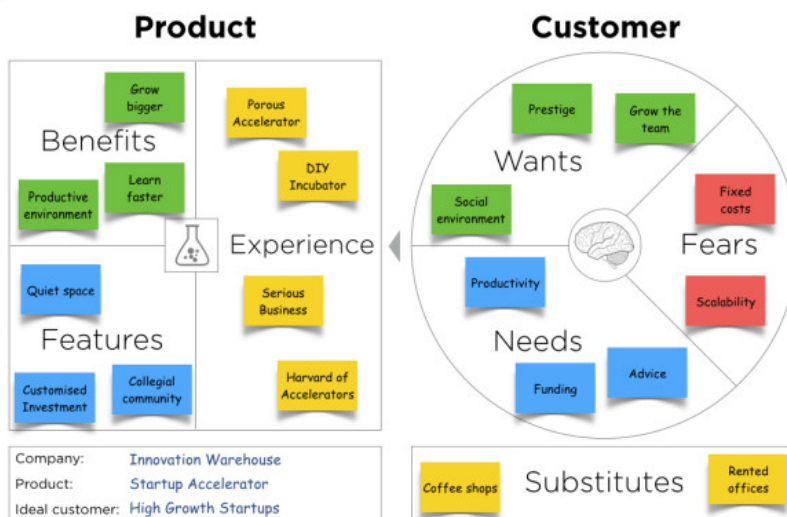 Product
Customer
Grow
bigger
Benefits
Productive
environment
Learn
faster
Porous
Accelerator
DIY
Incubator
Experience
Serious
Business
Harvard of
Accelerators
Quiet space
Features
Customised
Investment
Collegial
community
Prestige
Grow the
team
Wants
Social
environment
Fixed
costs
Fears
Scalability
Productivity
Needs
Funding
Advice
Company: Innovation Warehouse
Product: Startup Accelerator
Ideal customer: High Growth Startups
Coffee shops
Substitutes
Rented
offices